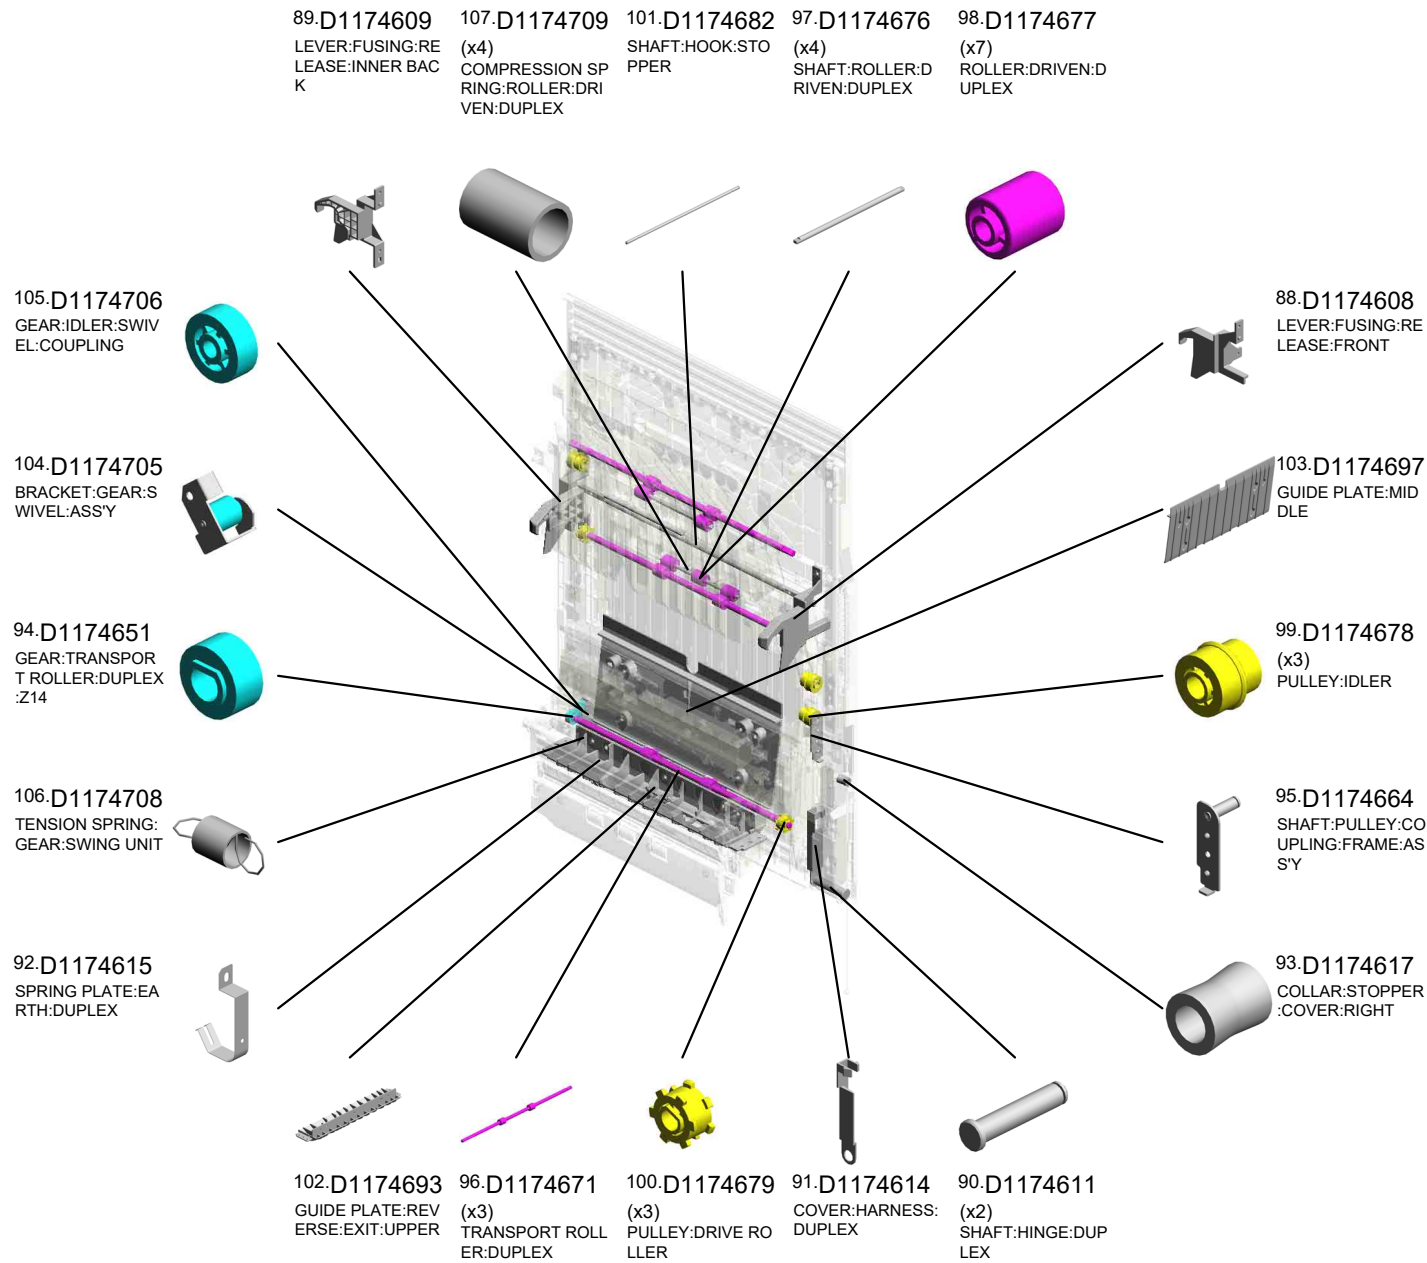 89.D1174609
LEVER:FUSING:RE
LEASE:INNER BAC
K
107.D1174709
(x4)
COMPRESSION SP
RING:ROLLER:DRI
VEN:DUPLEX
101.D1174682
SHAFT:HOOK:STO
PPER
97.D1174676
(x4)
SHAFT:ROLLER:D
RIVEN:DUPLEX
98.D1174677
(x7)
ROLLER:DRIVEN:D
UPLEX
105.D1174706
GEAR:IDLER:SWIV
EL:COUPLING
88.D1174608
LEVER:FUSING:RE
LEASE:FRONT
104.D1174705
BRACKET:GEAR:S
WIVEL:ASS'Y
103.D1174697
GUIDE PLATE:MID
DLE
94.D1174651
GEAR:TRANSPOR
T ROLLER:DUPLEX
:Z14
99.D1174678
(x3)
PULLEY:IDLER
106.D1174708
TENSION SPRING:
GEAR:SWING UNIT
95.D1174664
SHAFT:PULLEY:CO
UPLING:FRAME:AS
S'Y
92.D1174615
SPRING PLATE:EA
RTH:DUPLEX
93.D1174617
COLLAR:STOPPER
:COVER:RIGHT
102.D1174693
GUIDE PLATE:REV
ERSE:EXIT:UPPER
96.D1174671
(x3)
TRANSPORT ROLL
ER:DUPLEX
100.D1174679
(x3)
PULLEY:DRIVE RO
LLER
91.D1174614
COVER:HARNESS:
DUPLEX
90.D1174611
(x2)
SHAFT:HINGE:DUP
LEX